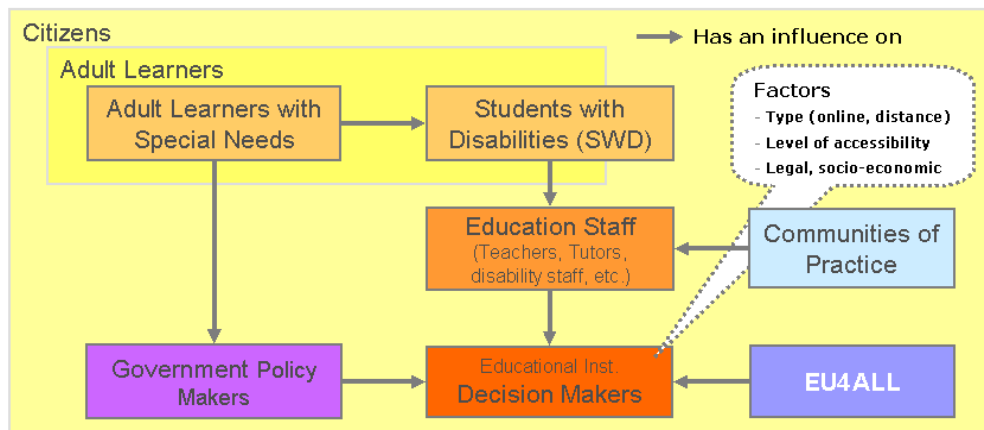 Citizens
Has an influence on
Adult Learners
Adult Learners with
Special Needs
Students with
Disabilities (SWD)
Factors
- Type (online, distance)
- Level of accessibility
- Legal, socio-economic
Education Staff
(Teachers, Tutors,
disability staff, etc.)
Communities of
Practice
Government Policy
Makers
Educational Inst.
Decision Makers
EU4ALL